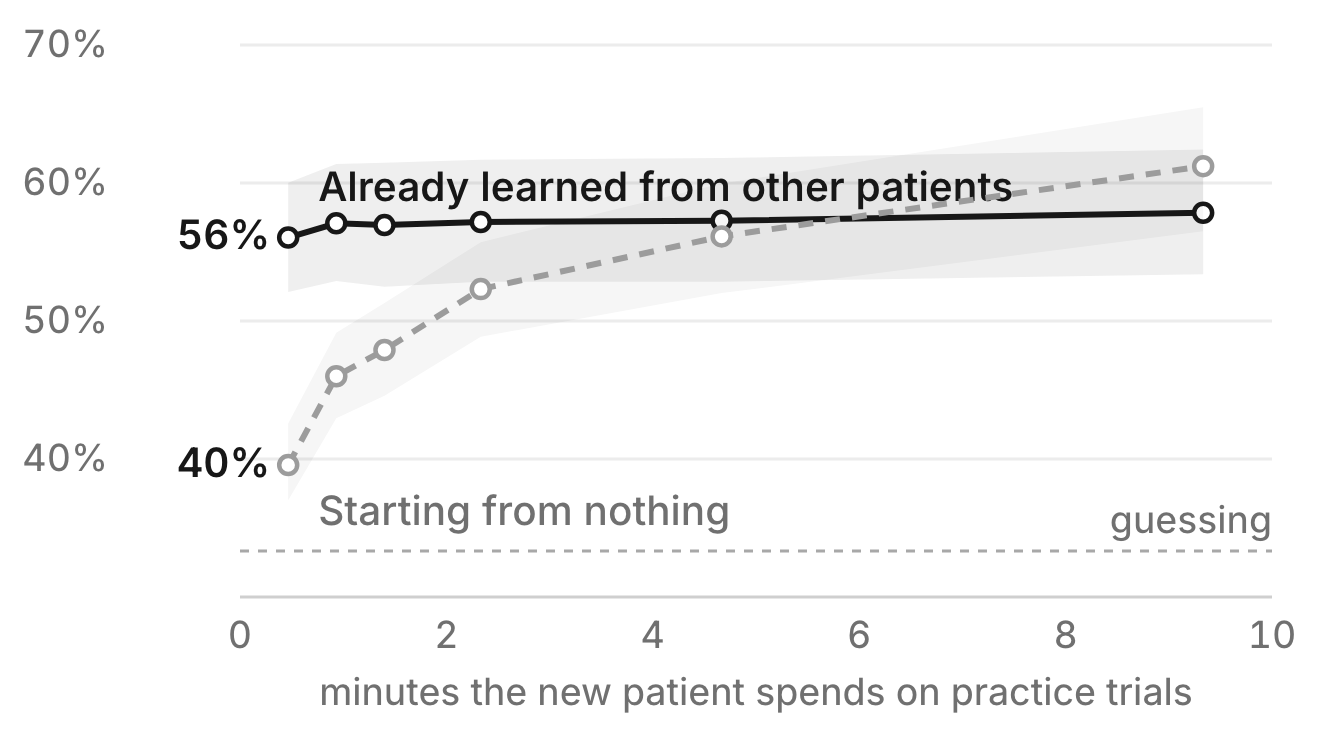 70%
Already learned from other patients
60%
56%
50%
40%
40%
Starting from nothing
guessing
0 2 4 6 8 10
minutes the new patient spends on practice trials